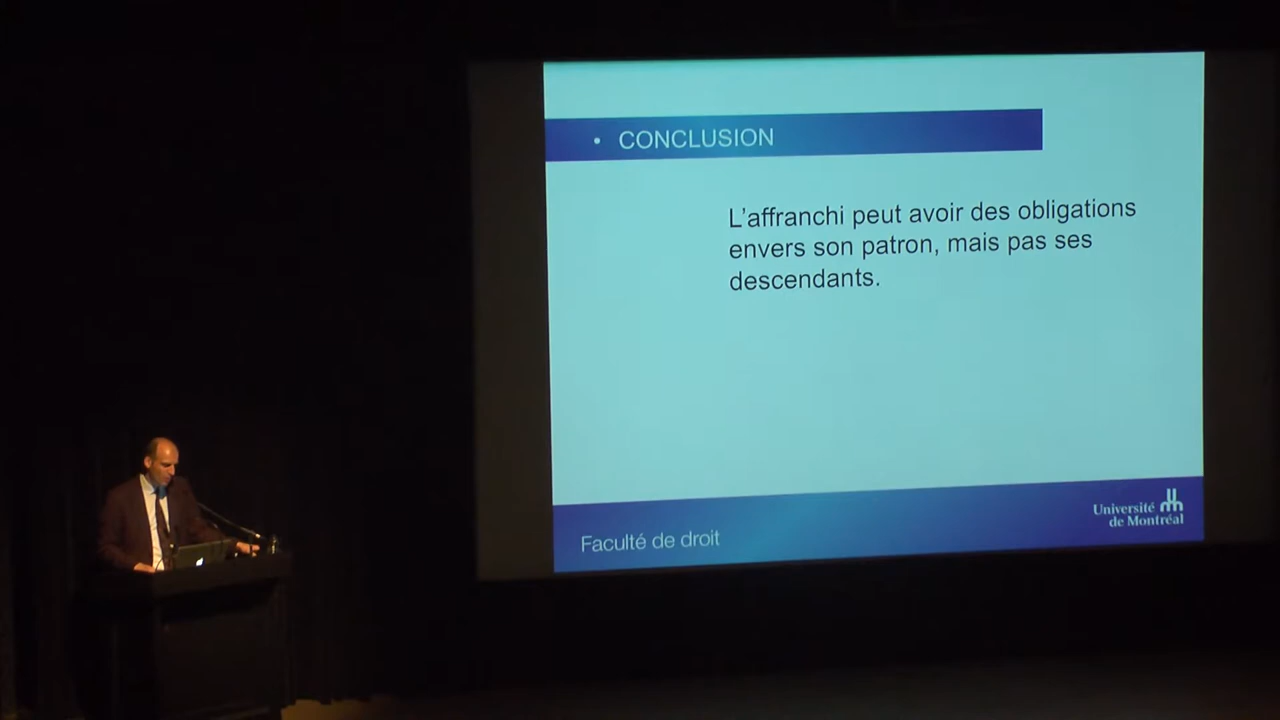 • CONCLUSION
L'affranchi peut avoir des obligations
envers son patron, mais pas ses
descendants.
Faculté de droit
Université
de Montréal